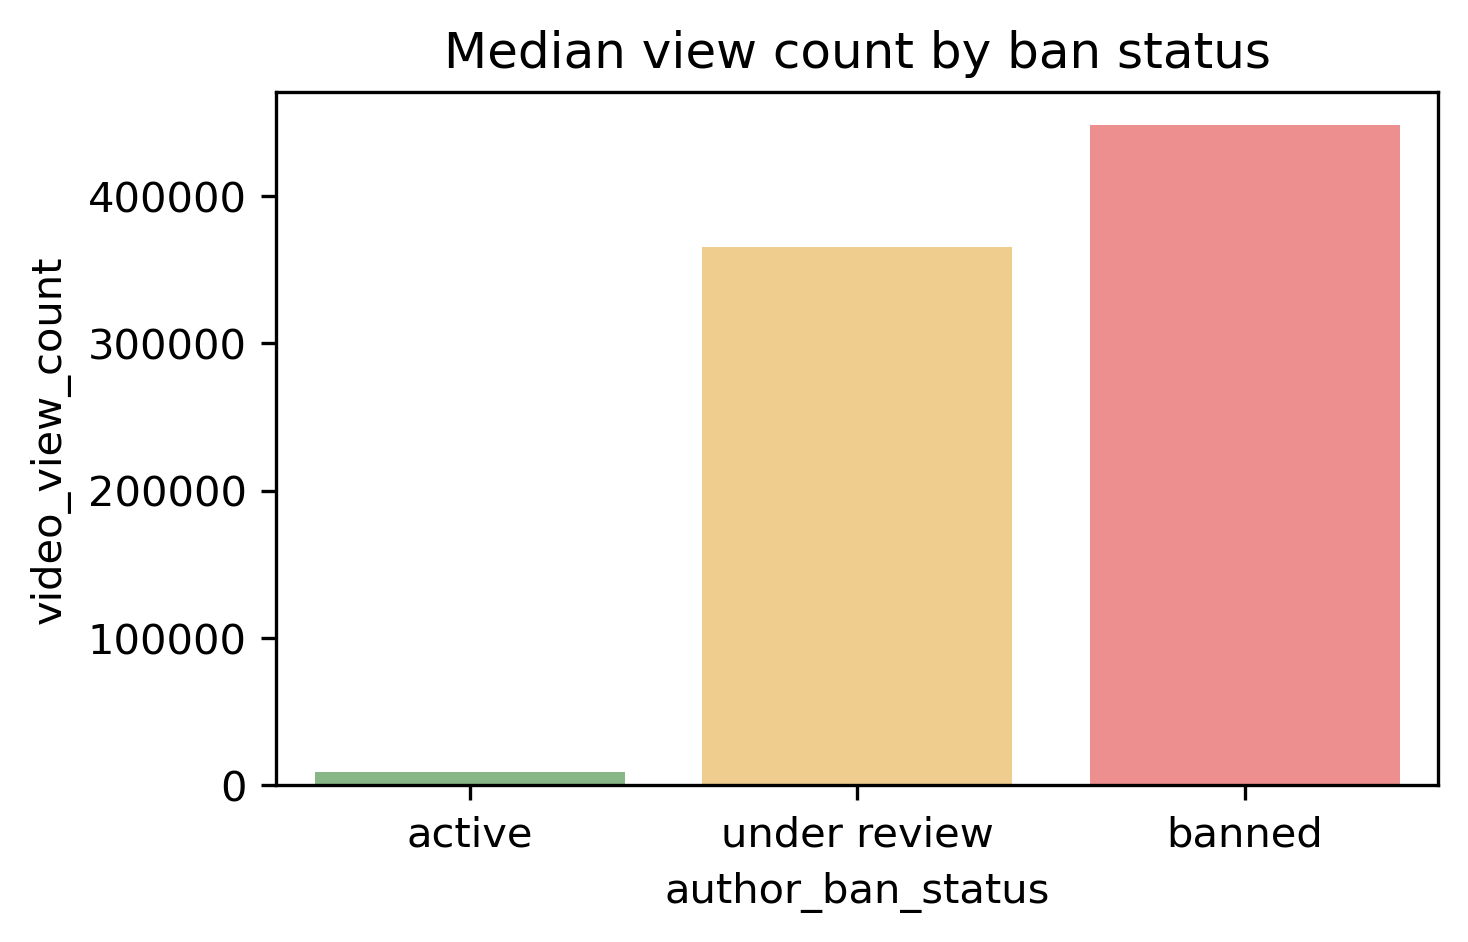 Median view count by ban status
video_view_count
400000
300000
200000
100000
0
active
under review
banned
author_ban_status